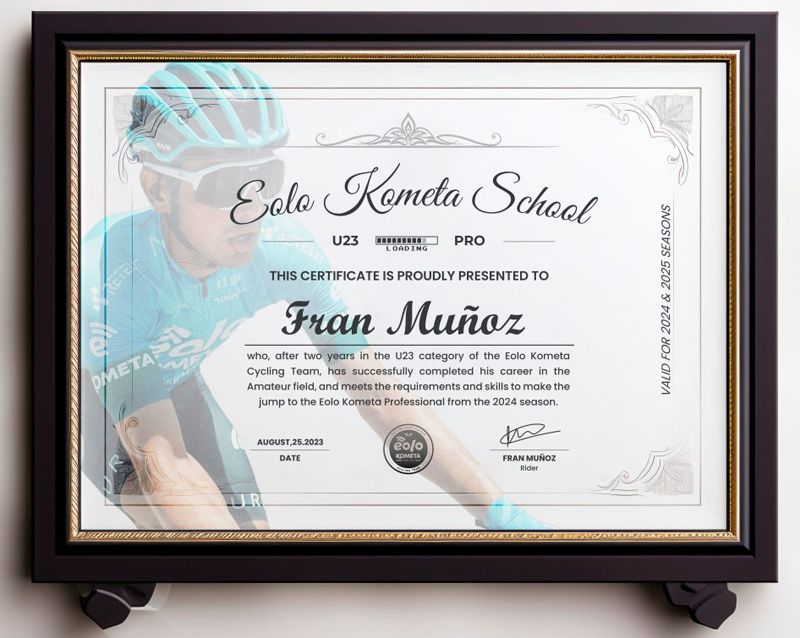 Eolo Kometa School
U23 LOADING PRO
THIS CERTIFICATE IS PROUDLY PRESENTED TO
Fran Muñoz
who, after two years in the U23 category of the Eolo Kometa
Cycling Team, has successfully completed his career in the
Amateur field, and meets the requirements and skills to make the
jump to the Eolo Kometa Professional from the 2024 season.
AUGUST,25.2023
DATE
eolo
KOMETA
FRAN MUÑOZ
Rider
VALID FOR 2024 & 2025 SEASONS
eolo
KOMETA